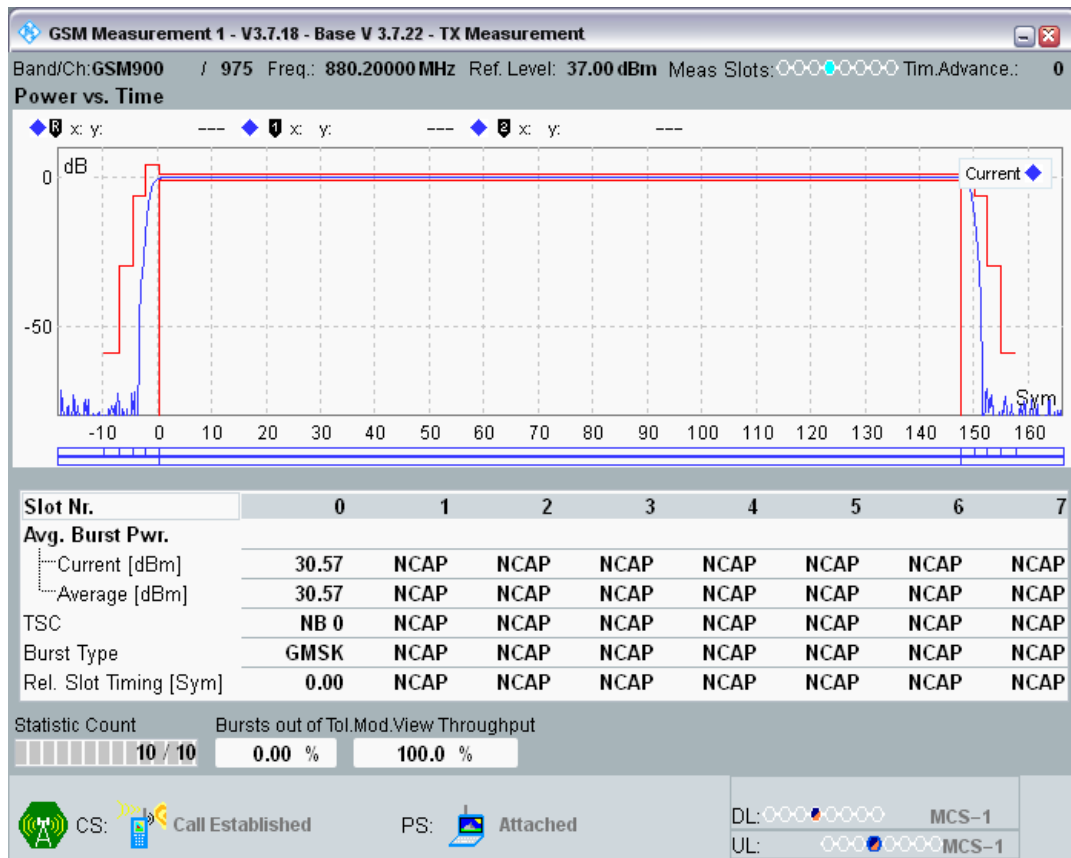 GSM Measurement 1 - V3.7.18 - Base V 3.7.22 - TX Measurement
Band/Ch:GSM900 / 975 Freq.: 880.20000 MHz Ref. Level: 37.00 dBm Meas Slots: Tim.Advance.: 0
Power vs. Time
R x: y: --- 1 x: y: --- 2 x: y: ---
dB
0
Current
-50
Sym
-10 0 10 20 30 40 50 60 70 80 90 100 110 120 130 140 150 160
Slot Nr. 0 1 2 3 4 5 6 7
Avg. Burst Pwr.
Current [dBm] 30.57 NCAP NCAP NCAP NCAP NCAP NCAP NCAP
Average [dBm] 30.57 NCAP NCAP NCAP NCAP NCAP NCAP NCAP
TSC NB 0 NCAP NCAP NCAP NCAP NCAP NCAP NCAP
Burst Type GMSK NCAP NCAP NCAP NCAP NCAP NCAP NCAP
Rel. Slot Timing [Sym] 0.00 NCAP NCAP NCAP NCAP NCAP NCAP NCAP
Statistic Count Bursts out of Tol.Mod.View Throughput
10 / 10 0.00 % 100.0 %
CS: Call Established PS: Attached
DL: MCS-1
UL: MCS-1